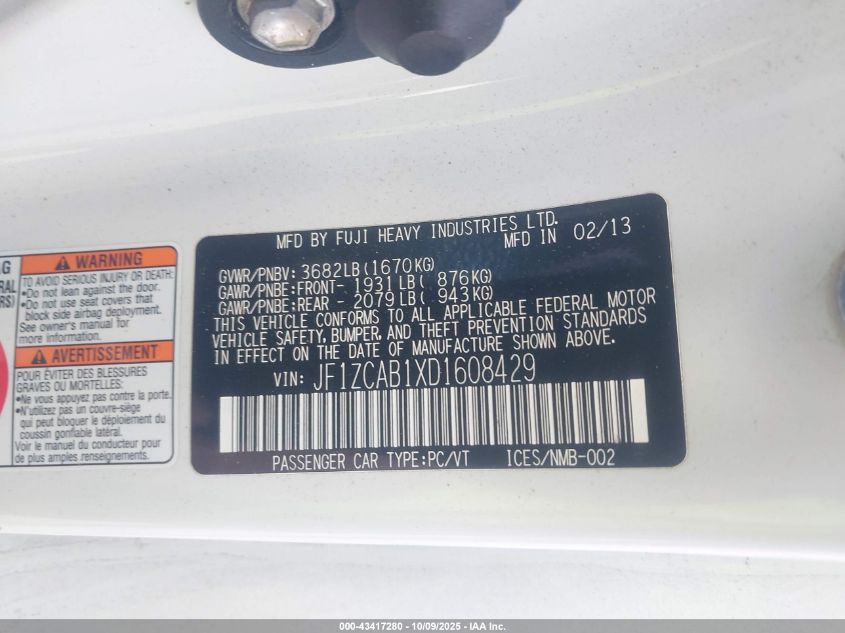 MFD BY FUJI HEAVY INDUSTRIES LTD.
MFD IN 02/13
GVWR/PNBV: 3682LB(1670KG)
GAWR/PNBE:FRONT- 1931LB( 876KG)
GAWR/PNBE:REAR - 2079LB( 943KG)
THIS VEHICLE CONFORMS TO ALL APPLICABLE FEDERAL MOTOR
VEHICLE SAFETY, BUMPER, AND THEFT PREVENTION STANDARDS
IN EFFECT ON THE DATE OF MANUFACTURE SHOWN ABOVE.
VIN: JF1ZCAB1XD1608429
PASSENGER CAR TYPE:PC/VT ICES/NMB-002
WARNING
TO AVOID SERIOUS INJURY OR DEATH:
•Do not lean against the door.
•Do not use seat covers that
block side airbag deployment.
See owner's manual for
more information.
AVERTISSEMENT
POUR ÉVITER DES BLESSURES
GRAVES OU MORTELLES:
•Ne vous appuyez pas contre la porte.
•N'utilisez pas un couvre-siège
qui peut bloquer le déploiement du
coussin gonflable latéral.
Voir le manuel du conducteur pour
de plus amples renseignements.
000-43417280 - 10/09/2025 - IAA Inc.